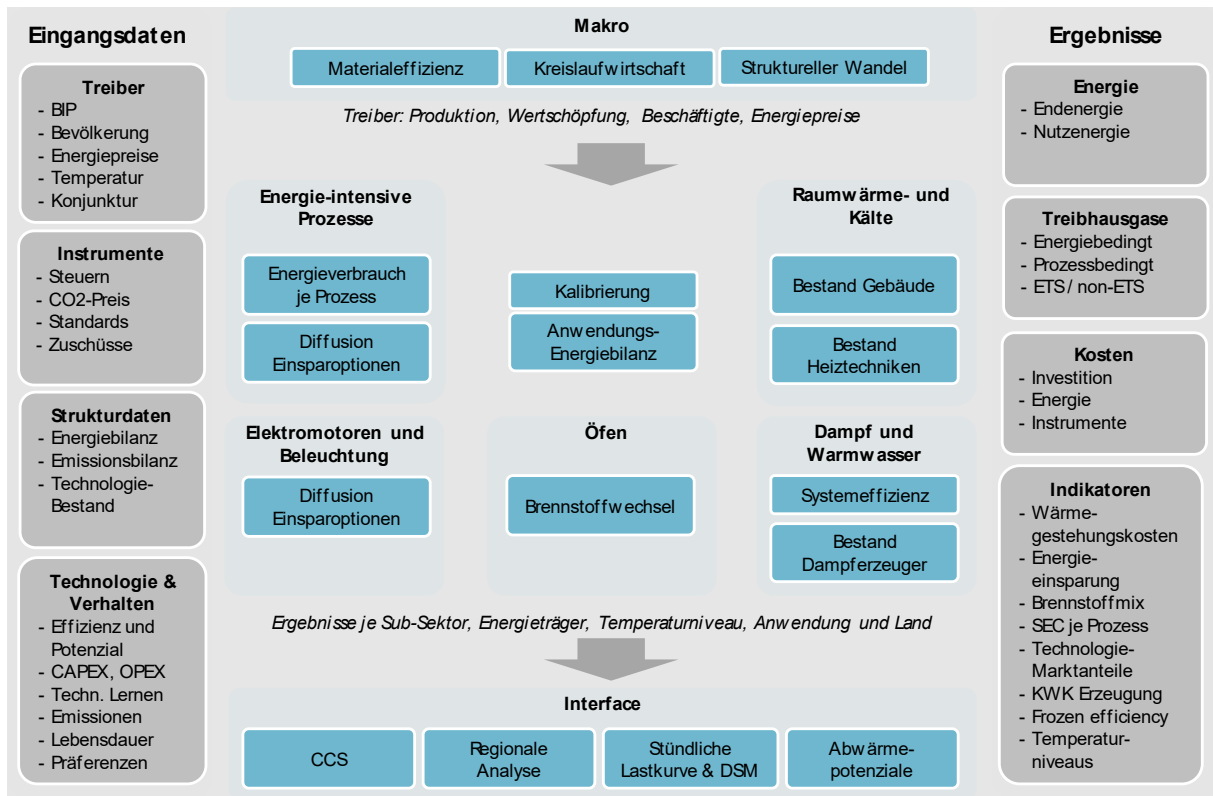 Eingangsdaten
Treiber
- BIP
- Bevölkerung
- Energiepreise
- Temperatur
- Konjunktur
Instrumente
- Steuern
- CO2-Preis
- Standards
- Zuschüsse
Strukturdaten
- Energiebilanz
- Emissionsbilanz
- Technologie-
Bestand
Technologie &
Verhalten
- Effizienz und
Potenzial
- CAPEX, OPEX
- Techn. Lernen
- Emissionen
- Lebensdauer
- Präferenzen
Makro
Materialeffizienz
Kreislaufwirtschaft
Struktureller Wandel
Treiber: Produktion, Wertschöpfung, Beschäftigte, Energiepreise
Energie-intensive
Prozesse
Energieverbrauch
je Prozess
Diffusion
Einsparoptionen
Kalibrierung
Anwendungs-
Energiebilanz
Raumwärme- und
Kälte
Bestand Gebäude
Bestand
Heiztechniken
Elektromotoren und
Beleuchtung
Diffusion
Einsparoptionen
Öfen
Brennstoffwechsel
Dampf und
Warmwasser
Systemeffizienz
Bestand
Dampferzeuger
Ergebnisse je Sub-Sektor, Energieträger, Temperaturniveau, Anwendung und Land
Interface
CCS
Regionale
Analyse
Stündliche
Lastkurve & DSM
Abwärme-
potenziale
Ergebnisse
Energie
- Endenergie
- Nutzenergie
Treibhausgase
- Energiebedingt
- Prozessbedingt
- ETS / non-ETS
Kosten
- Investition
- Energie
- Instrumente
Indikatoren
- Wärme-
gestehungskosten
- Energie-
einsparung
- Brennstoffmix
- SEC je Prozess
- Technologie-
Marktanteile
- KWK Erzeugung
- Frozen efficiency
- Temperatur-
niveaus